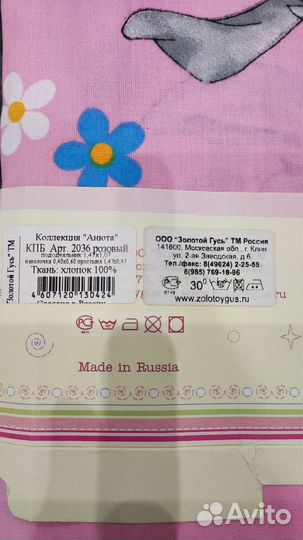 Коллекция "Анюта"
КПБ Арт. 2036 розовый
пододеяльник 1,47х1,07
наволочка 0,40х0,60 простыня 1,47х0,97
Ткань: хлопок 100%
4 607120 130424
Золотой Гусь ТМ
ООО "Золотой Гусь" ТМ Россия
141800, Московская обл., г. Клин
ул. 2-ая Заводская, д.6
Тел./факс: 8(49624) 2-25-55
8(985) 769-18-96
30°
www.zolotoygus.ru
Made in Russia
Avito